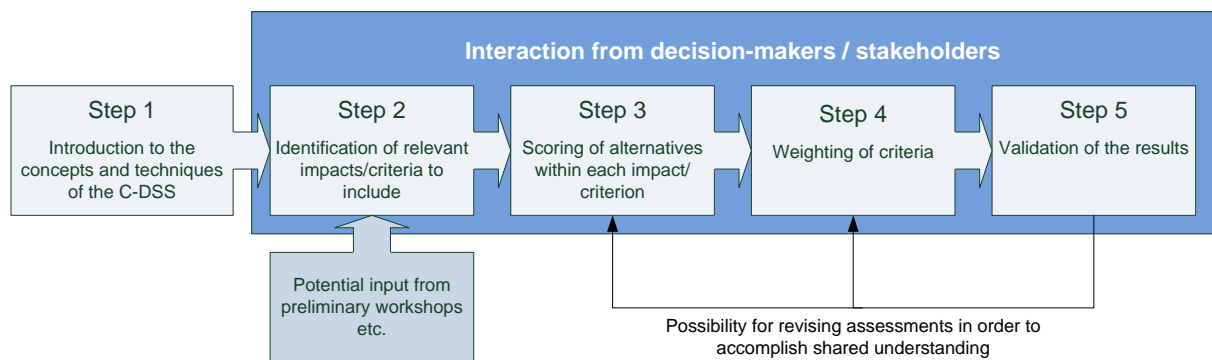 Interaction from decision-makers / stakeholders
Step 1
Introduction to the
concepts and techniques
of the C-DSS
Step 2
Identification of relevant
impacts/criteria to
include
Step 3
Scoring of alternatives
within each impact/
criterion
Step 4
Weighting of criteria
Step 5
Validation of the results
Potential input from
preliminary workshops
etc.
Possibility for revising assessments in order to
accomplish shared understanding